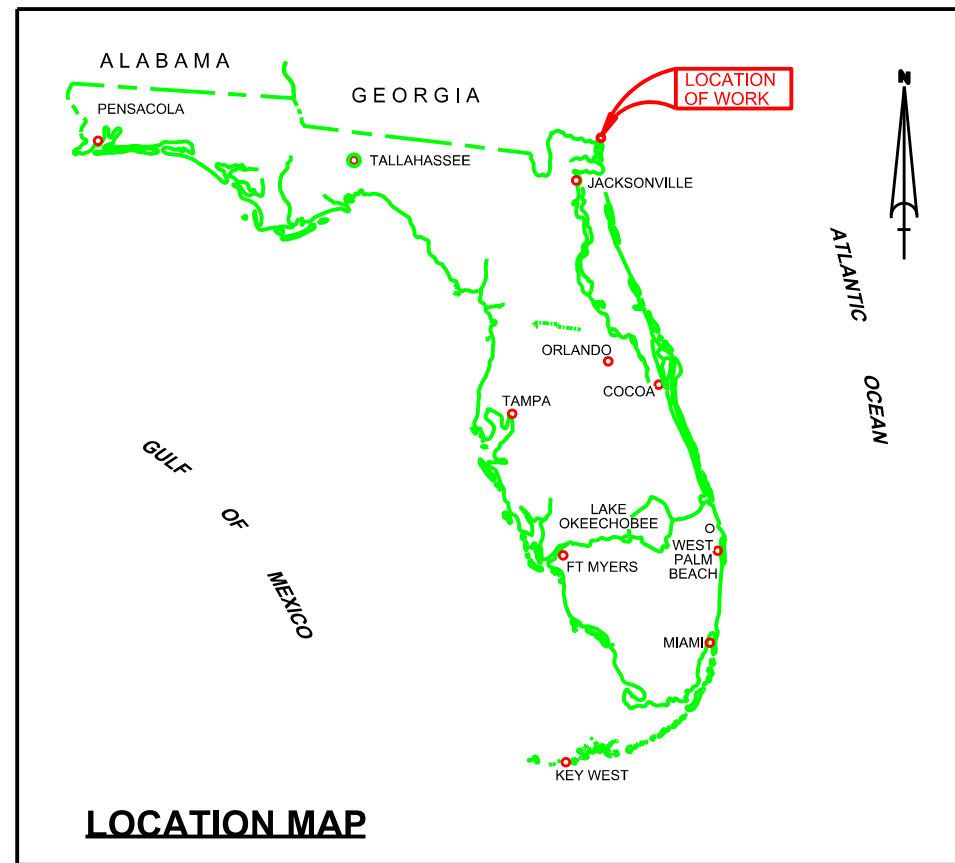 ALABAMA
GEORGIA
LOCATION
OF WORK
N
PENSACOLA
TALLAHASSEE
JACKSONVILLE
ATLANTIC
OCEAN
ORLANDO
COCOA
TAMPA
GULF
OF
MEXICO
LAKE
OKEECHOBEE
WEST
PALM
BEACH
FT MYERS
MIAMI
KEY WEST
LOCATION MAP